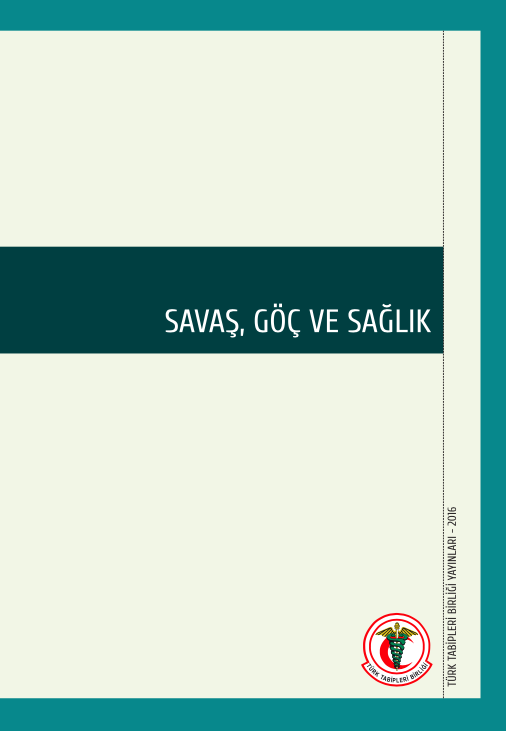 SAVAŞ, GÖÇ VE SAĞLIK
TÜRK TABİPLERİ BİRLİĞİ YAYINLARI - 2016
TÜRK TABİPLERİ BİRLİĞİ